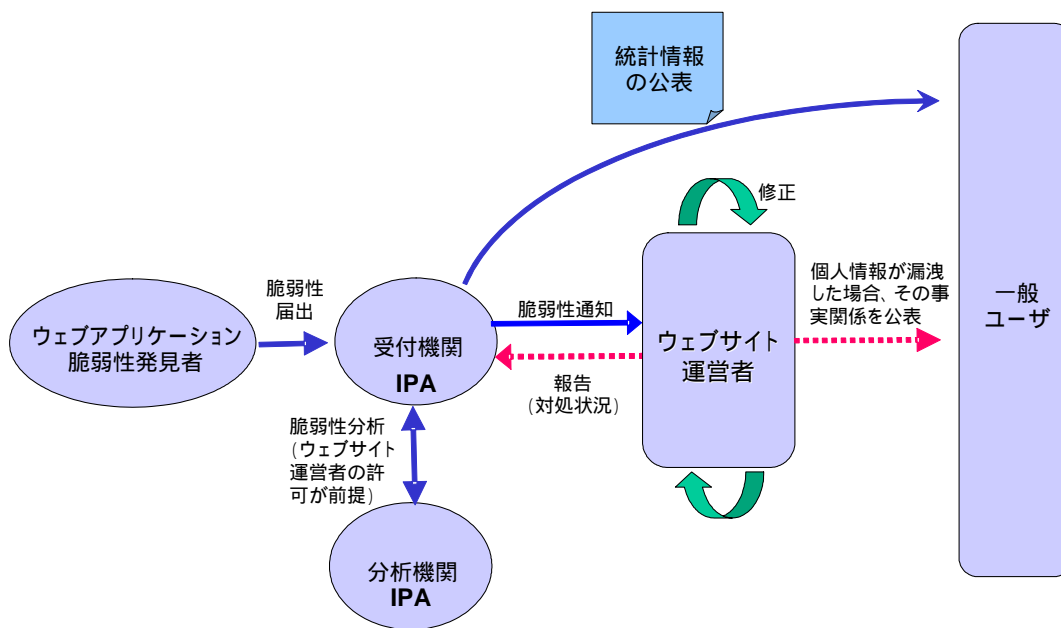 統計情報
の公表
修正
脆弱性
届出
ウェブアプリケーション
脆弱性発見者
受付機関
IPA
脆弱性通知
報告
(対処状況)
ウェブサイト
運営者
個人情報が漏洩
した場合、その事
実関係を公表
一般
ユーザ
脆弱性分析
(ウェブサイト
運営者の許
可が前提)
分析機関
IPA